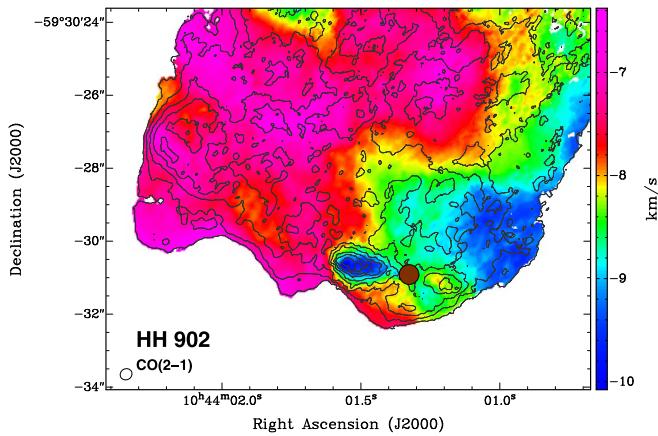 −59°30′24″
−26″
−28″
−30″
−32″
−34″
Declination (J2000)
HH 902
CO(2−1)
10ʰ44ᵐ02.0ˢ
01.5ˢ
01.0ˢ
Right Ascension (J2000)
−7
−8
−9
−10
km/s